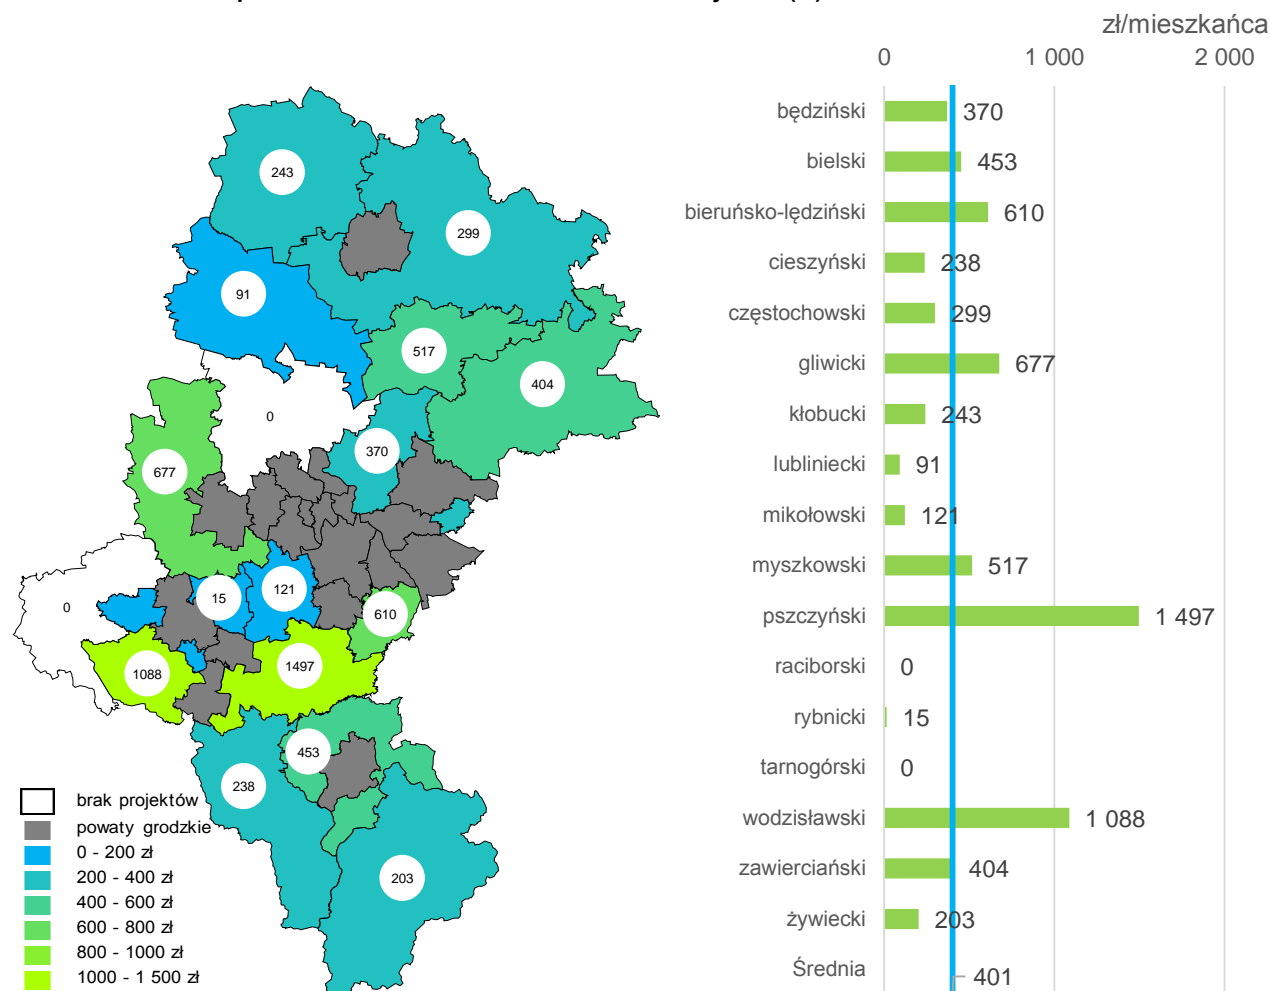 zł/mieszkańca
0 1 000 2 000
243
299
91
517
404
0
370
677
15
121
0
610
1088
1497
453
238
203
brak projektów
powaty grodzkie
0 - 200 zł
200 - 400 zł
400 - 600 zł
600 - 800 zł
800 - 1000 zł
1000 - 1 500 zł
będziński 370
bielski 453
bieruńsko-lędziński 610
cieszyński 238
częstochowski 299
gliwicki 677
kłobucki 243
lubliniecki 91
mikołowski 121
myszkowski 517
pszczyński 1 497
raciborski 0
rybnicki 15
tarnogórski 0
wodzisławski 1 088
zawierciański 404
żywiecki 203
Średnia 401